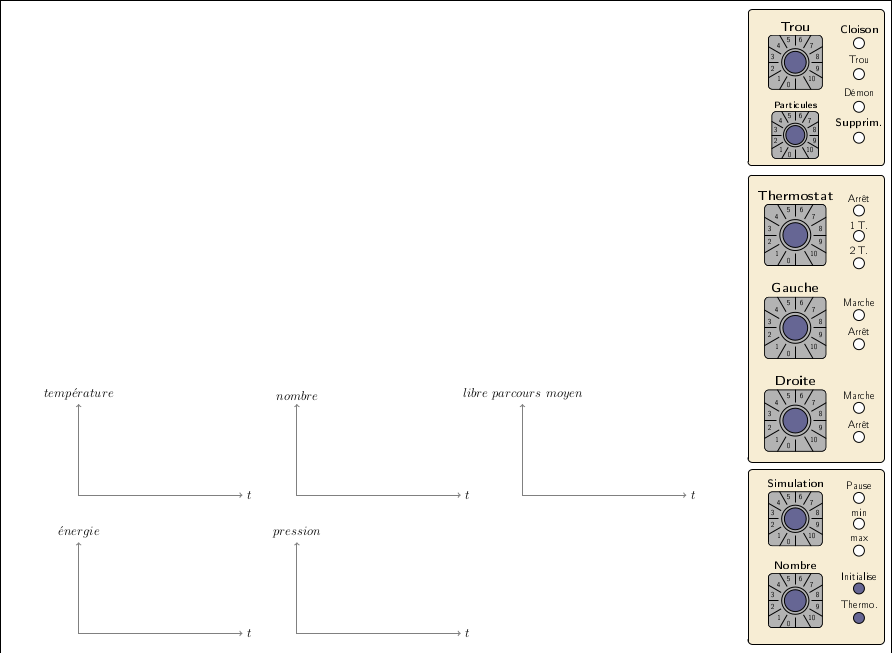 Trou
5 6
4 7
3 8
2 9
1 10
0
Cloison
Trou
Démon
Supprim.
Particules
5 6
4 7
3 8
2 9
1 10
0
Thermostat
5 6
4 7
3 8
2 9
1 10
0
Arrêt
1 T.
2 T.
Gauche
5 6
4 7
3 8
2 9
1 10
0
Marche
Arrêt
Droite
5 6
4 7
3 8
2 9
1 10
0
Marche
Arrêt
température
t
nombre
t
libre parcours moyen
t
énergie
t
pression
t
Simulation
5 6
4 7
3 8
2 9
1 10
0
Pause
min
max
Nombre
5 6
4 7
3 8
2 9
1 10
0
Initialise
Thermo.